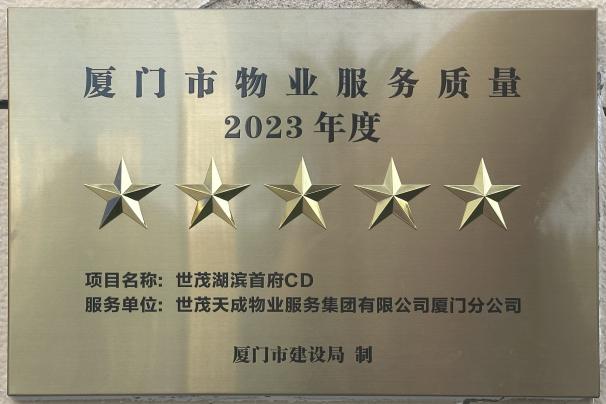 厦门市物业服务质量
2023年度
项目名称：世茂湖滨首府CD
服务单位：世茂天成物业服务集团有限公司厦门分公司
厦门市建设局 制